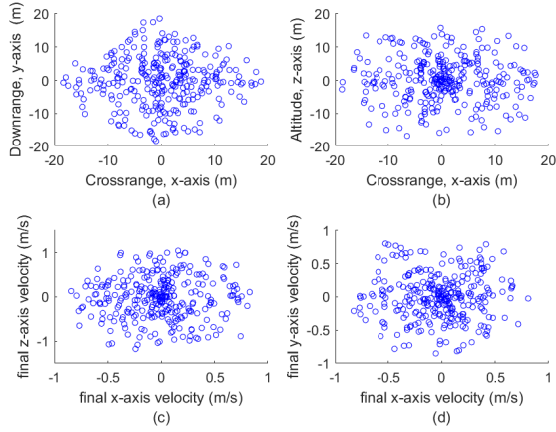 Downrange, y-axis (m)
20
10
0
-10
-20
-20 -10 0 10 20
Crossrange, x-axis (m)
(a)
Altitude, z-axis (m)
20
10
0
-10
-20
-20 -10 0 10 20
Crossrange, x-axis (m)
(b)
final z-axis velocity (m/s)
1
0
-1
-1 -0.5 0 0.5 1
final x-axis velocity (m/s)
(c)
final y-axis velocity (m/s)
1
0.5
0
-0.5
-1
-1 -0.5 0 0.5 1
final x-axis velocity (m/s)
(d)